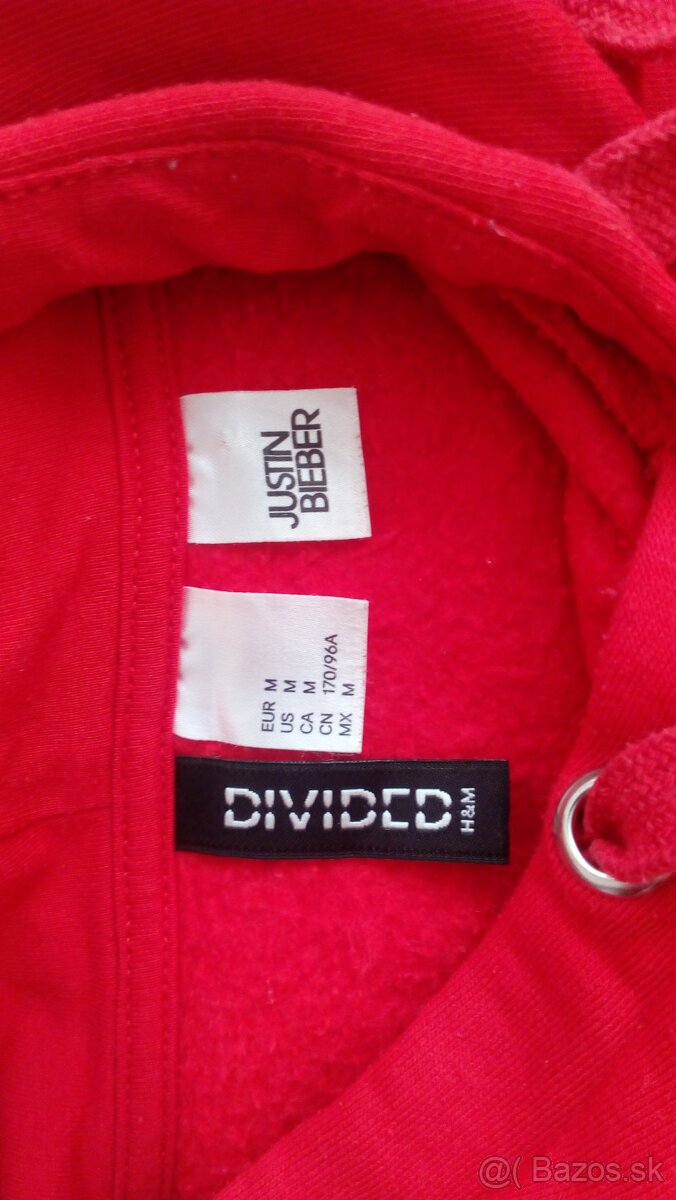 JUSTIN
BIEBER
EUR M
US M
CA M
CN 170/96A
MX M
DIVIDED
H&M
@( Bazos.sk